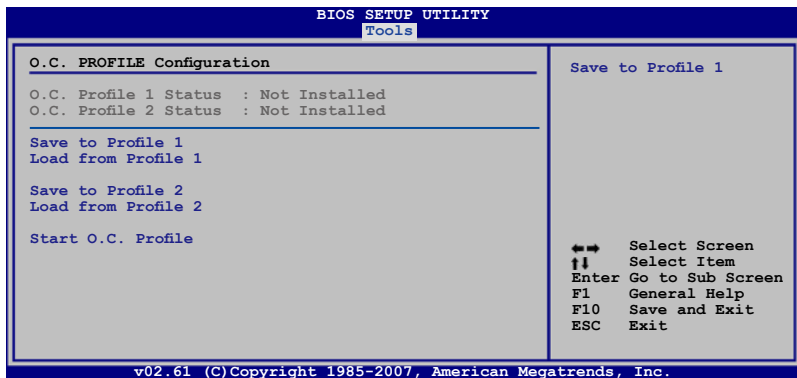 BIOS SETUP UTILITY
Tools
O.C. PROFILE Configuration
O.C. Profile 1 Status : Not Installed
O.C. Profile 2 Status : Not Installed
Save to Profile 1
Load from Profile 1
Save to Profile 2
Load from Profile 2
Start O.C. Profile
Save to Profile 1
←→ Select Screen
↑↓ Select Item
Enter Go to Sub Screen
F1 General Help
F10 Save and Exit
ESC Exit
v02.61 (C)Copyright 1985-2007, American Megatrends, Inc.